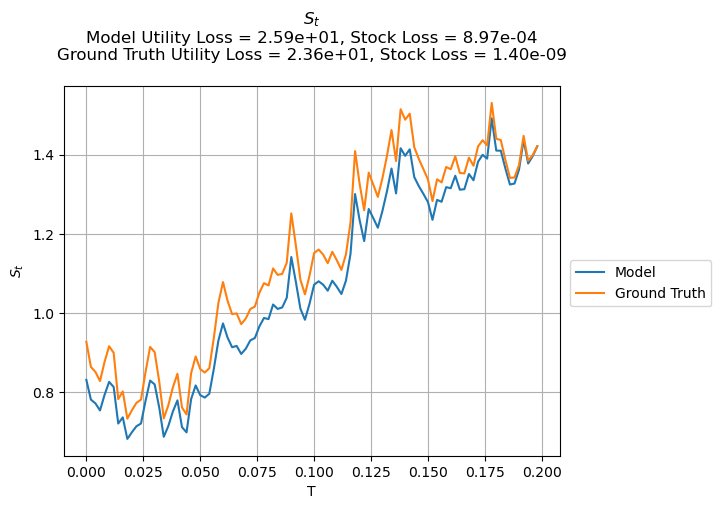 S_t
Model Utility Loss = 2.59e+01, Stock Loss = 8.97e-04
Ground Truth Utility Loss = 2.36e+01, Stock Loss = 1.40e-09
S_t
1.4
1.2
1.0
0.8
0.000 0.025 0.050 0.075 0.100 0.125 0.150 0.175 0.200
T
Model
Ground Truth